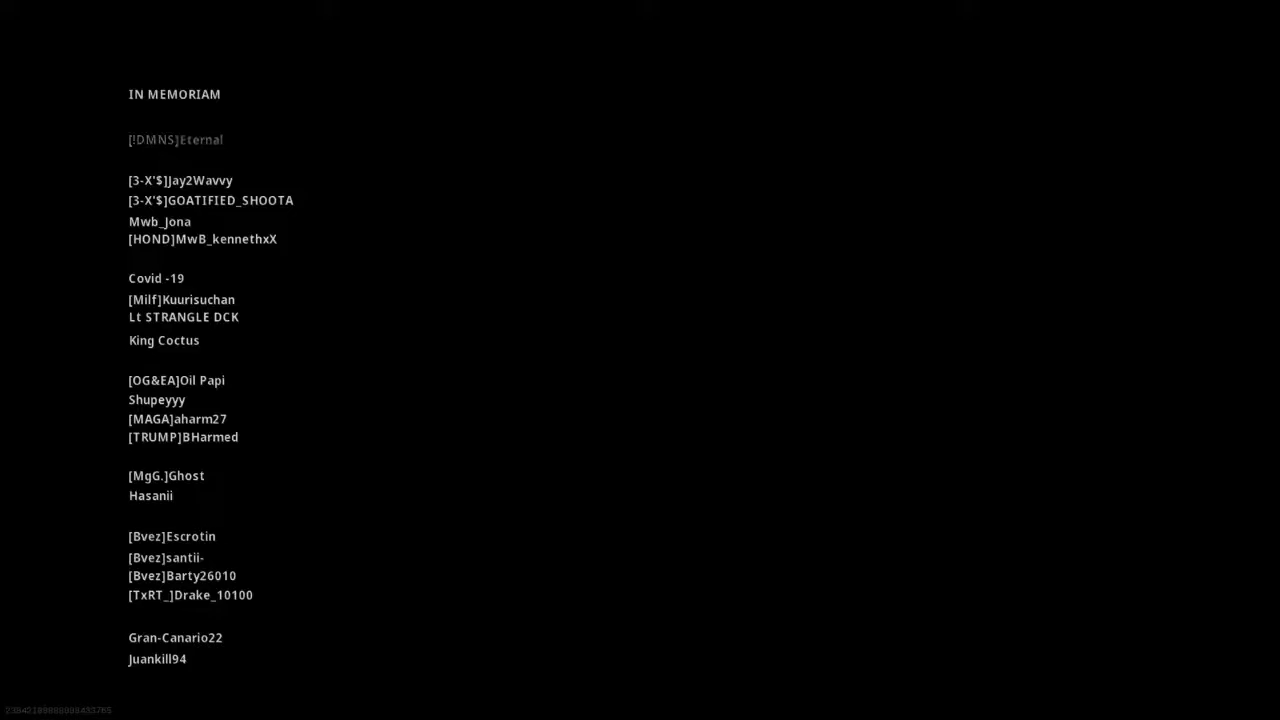 IN MEMORIAM
[!DMNS]Eternal
[3-X'$]Jay2Wavvy
[3-X'$]GOATIFIED_SHOOTA
Mwb_Jona
[HOND]MwB_kennethxX
Covid -19
[Milf]Kuurisuchan
Lt STRANGLE DCK
King Coctus
[OG&EA]Oil Papi
Shupeyyy
[MAGA]aharm27
[TRUMP]BHarmed
[MgG.]Ghost
Hasanii
[Bvez]Escrotin
[Bvez]santii-
[Bvez]Barty26010
[TxRT_]Drake_10100
Gran-Canario22
Juankill94